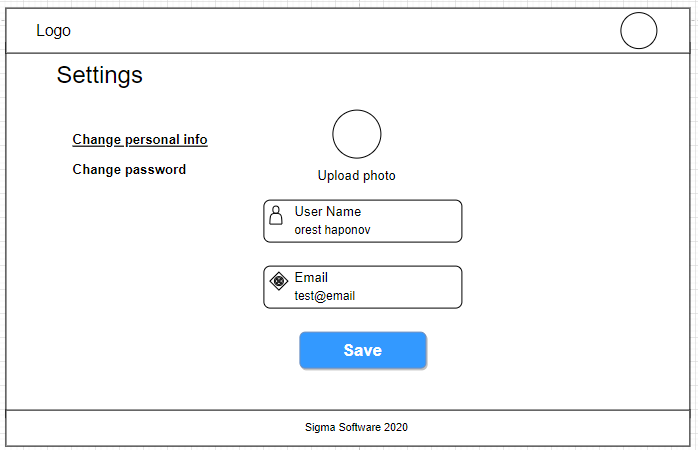 Logo
Settings
Change personal info
Change password
Upload photo
User Name
orest haponov
Email
test@email
Save
Sigma Software 2020